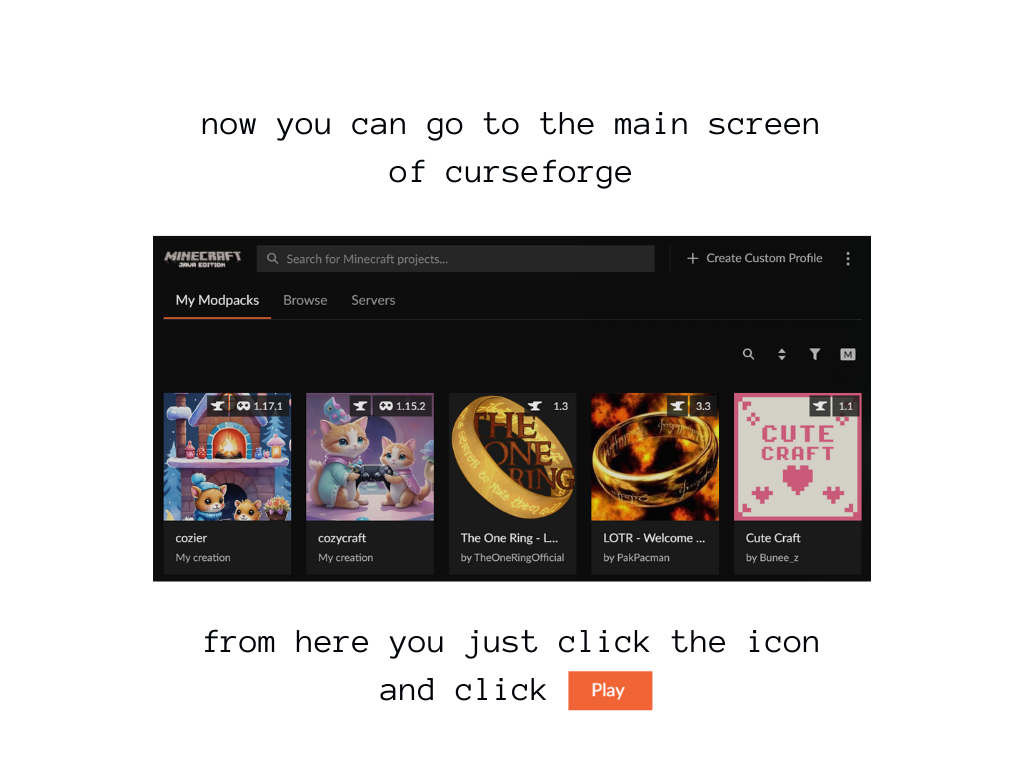 now you can go to the main screen
of curseforge
MINECRAFT
JAVA EDITION
Search for Minecraft projects...
Create Custom Profile
My Modpacks
Browse
Servers
M
1.17.1
1.15.2
1.3
3.3
1.1
THE
ONE
RING
CUTE
CRAFT
cozier
cozycraft
The One Ring - L...
LOTR - Welcome ...
Cute Craft
My creation
My creation
by TheOneRingOfficial
by PakPacman
by Bunee_z
from here you just click the icon
and click Play